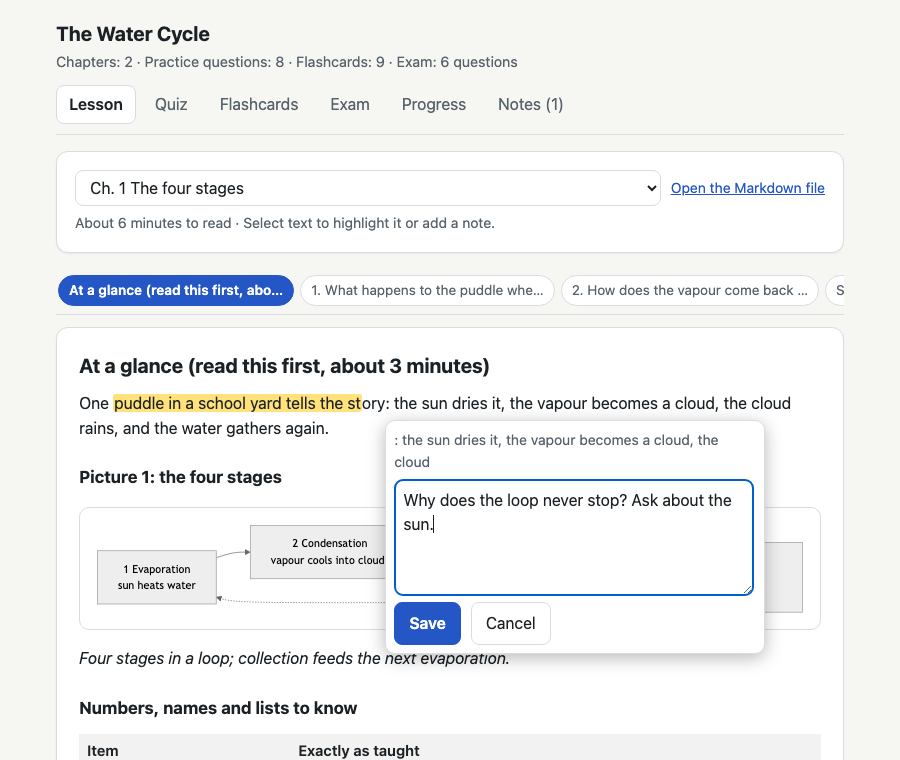 The Water Cycle
Chapters: 2 · Practice questions: 8 · Flashcards: 9 · Exam: 6 questions
Lesson Quiz Flashcards Exam Progress Notes (1)
Ch. 1 The four stages
Open the Markdown file
About 6 minutes to read · Select text to highlight it or add a note.
At a glance (read this first, abo...
1. What happens to the puddle whe...
2. How does the vapour come back ...
S
At a glance (read this first, about 3 minutes)
One puddle in a school yard tells the story: the sun dries it, the vapour becomes a cloud, the cloud
rains, and the water gathers again.
: the sun dries it, the vapour becomes a cloud, the
cloud
Why does the loop never stop? Ask about the
sun.
Save Cancel
Picture 1: the four stages
1 Evaporation
sun heats water
2 Condensation
vapour cools into cloud
Four stages in a loop; collection feeds the next evaporation.
Numbers, names and lists to know
Item Exactly as taught